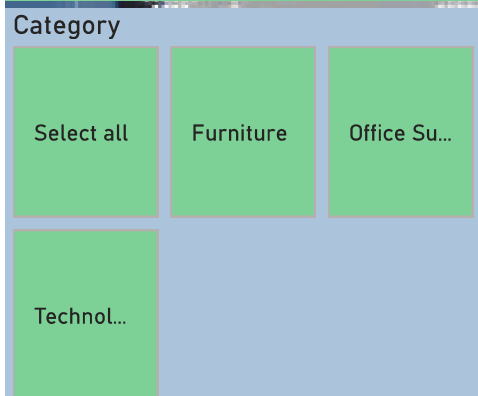 Category
Select all
Furniture
Office Su...
Technol...